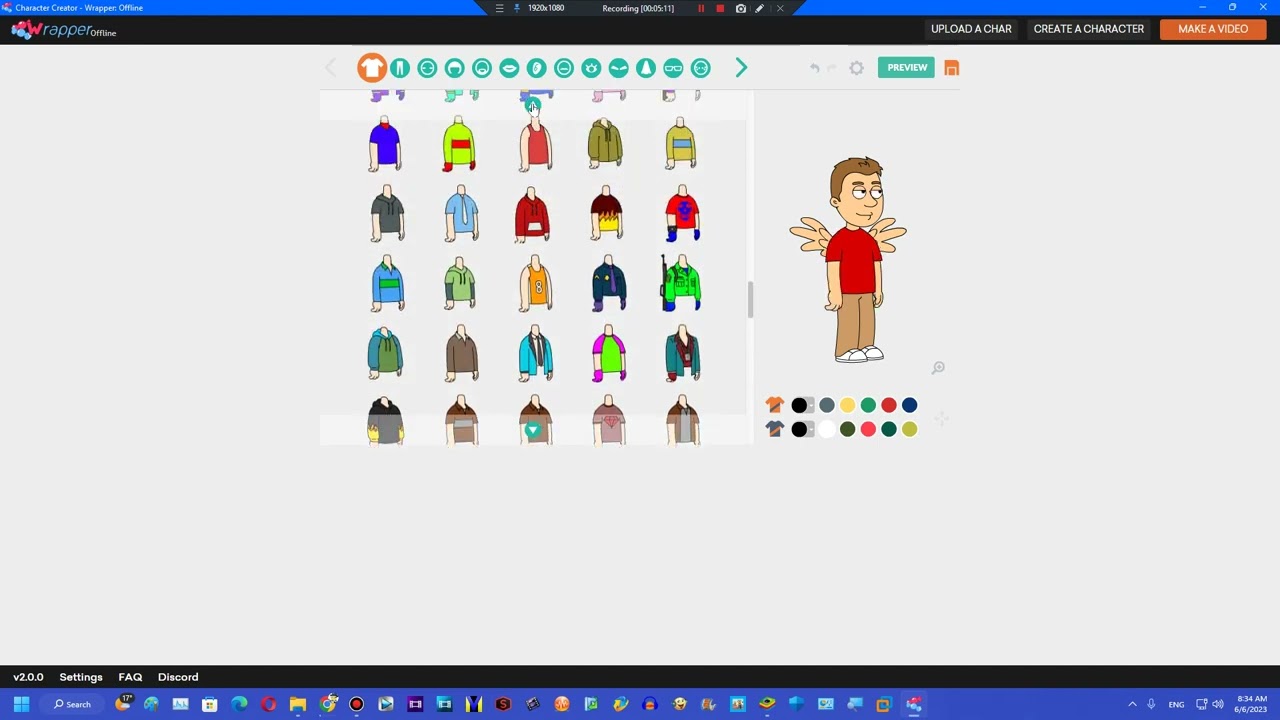 Character Creator - Wrapper: Offline
1920x1080
Recording [00:05:11]
Wrapper Offline
UPLOAD A CHAR
CREATE A CHARACTER
MAKE A VIDEO
PREVIEW
8
v2.0.0
Settings
FAQ
Discord
17°
Search
ENG
8:34 AM
6/6/2023